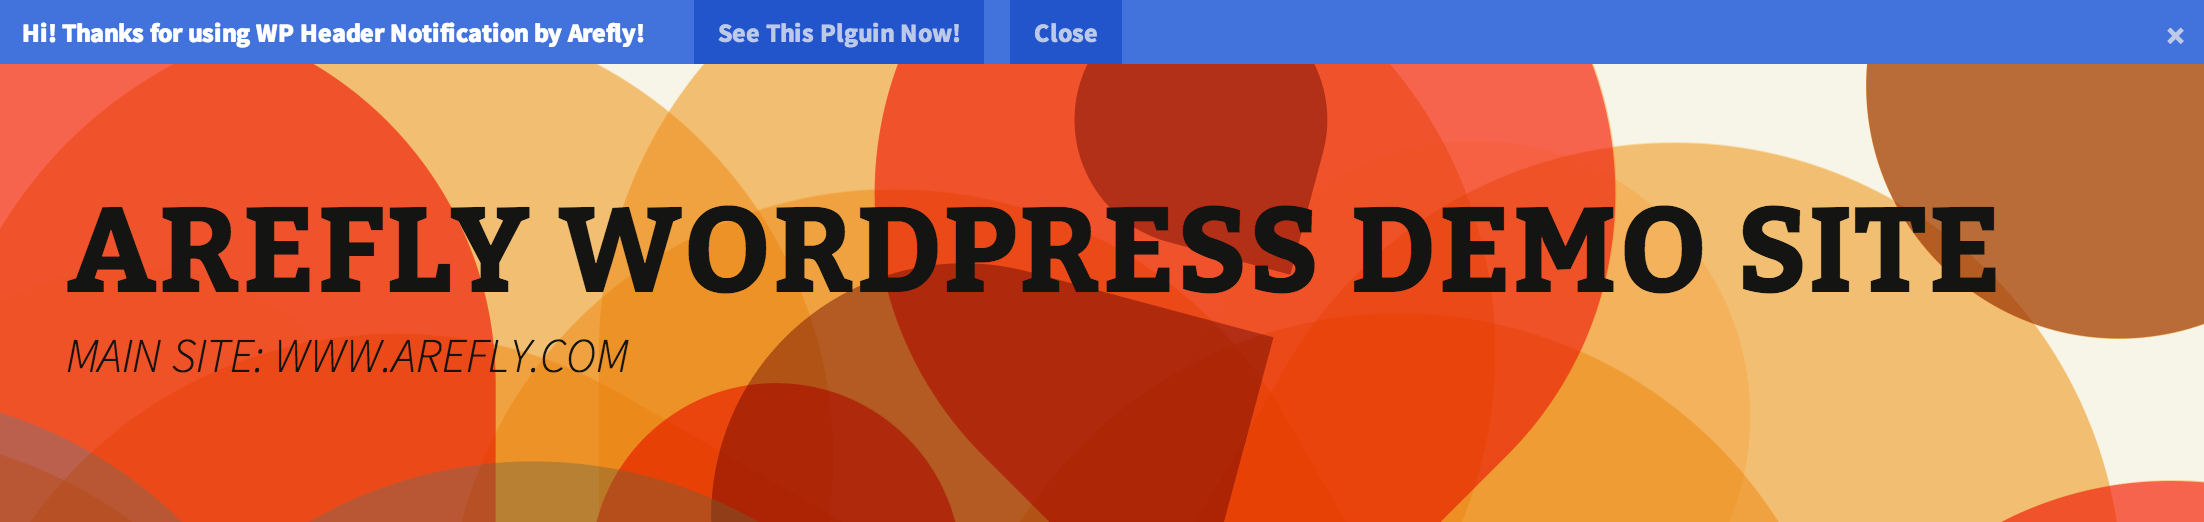 Hi! Thanks for using WP Header Notification by Arefly! See This Plguin Now! Close ×
AREFLY WORDPRESS DEMO SITE
MAIN SITE: WWW.AREFLY.COM